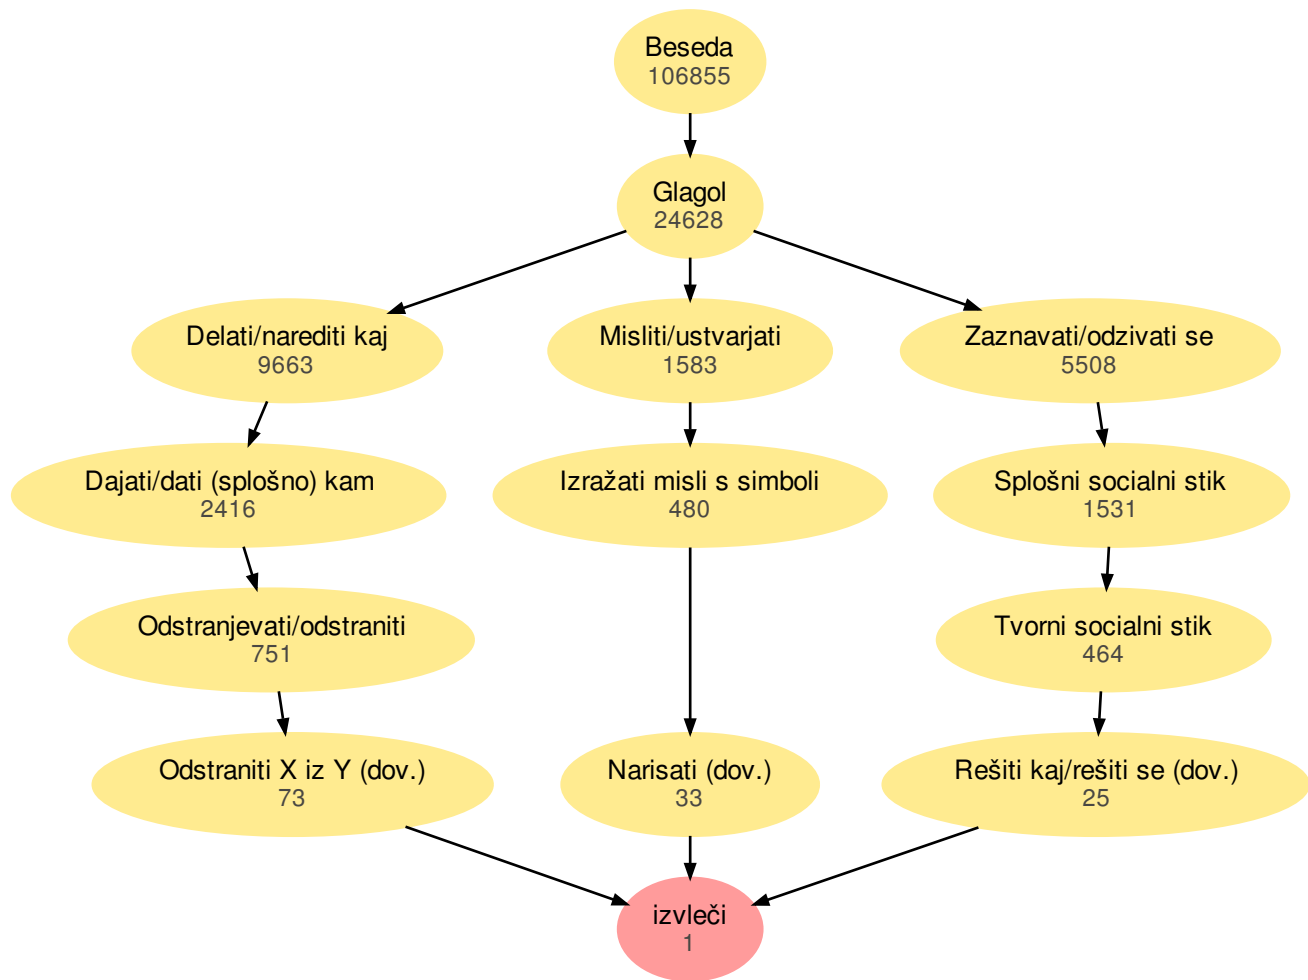 Beseda
106855
Glagol
24628
Delati/narediti kaj
9663
Misliti/ustvarjati
1583
Zaznavati/odzivati se
5508
Dajati/dati (splošno) kam
2416
Izražati misli s simboli
480
Splošni socialni stik
1531
Odstranjevati/odstraniti
751
Tvorni socialni stik
464
Odstraniti X iz Y (dov.)
73
Narisati (dov.)
33
Rešiti kaj/rešiti se (dov.)
25
izvleči
1